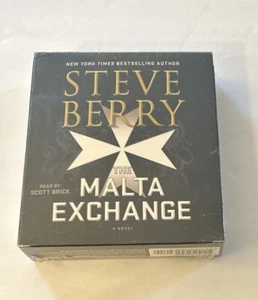 NEW YORK TIMES BESTSELLING AUTHOR
STEVE
BERRY
THE
READ BY
SCOTT BRICK
MALTA
EXCHANGE
A NOVEL